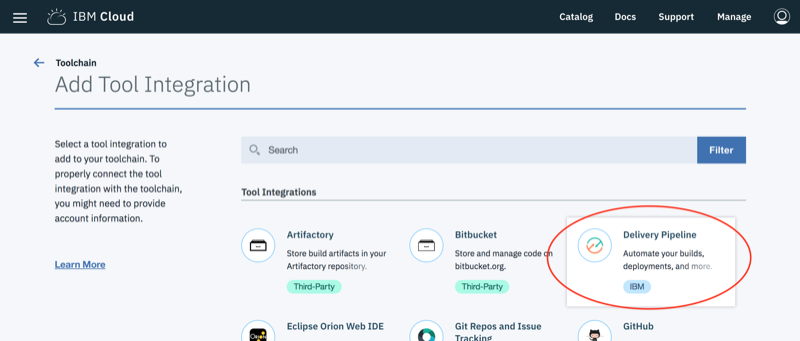 IBM Cloud
Catalog
Docs
Support
Manage
Toolchain
Add Tool Integration
Select a tool integration to
add to your toolchain. To
properly connect the tool
integration with the toolchain,
you might need to provide
account information.
Learn More
Search
Filter
Tool Integrations
Artifactory
Store build artifacts in your
Artifactory repository.
Third-Party
Bitbucket
Store and manage code on
bitbucket.org.
Third-Party
Delivery Pipeline
Automate your builds,
deployments, and more.
IBM
Eclipse Orion Web IDE
Git Repos and Issue
Tracking
GitHub